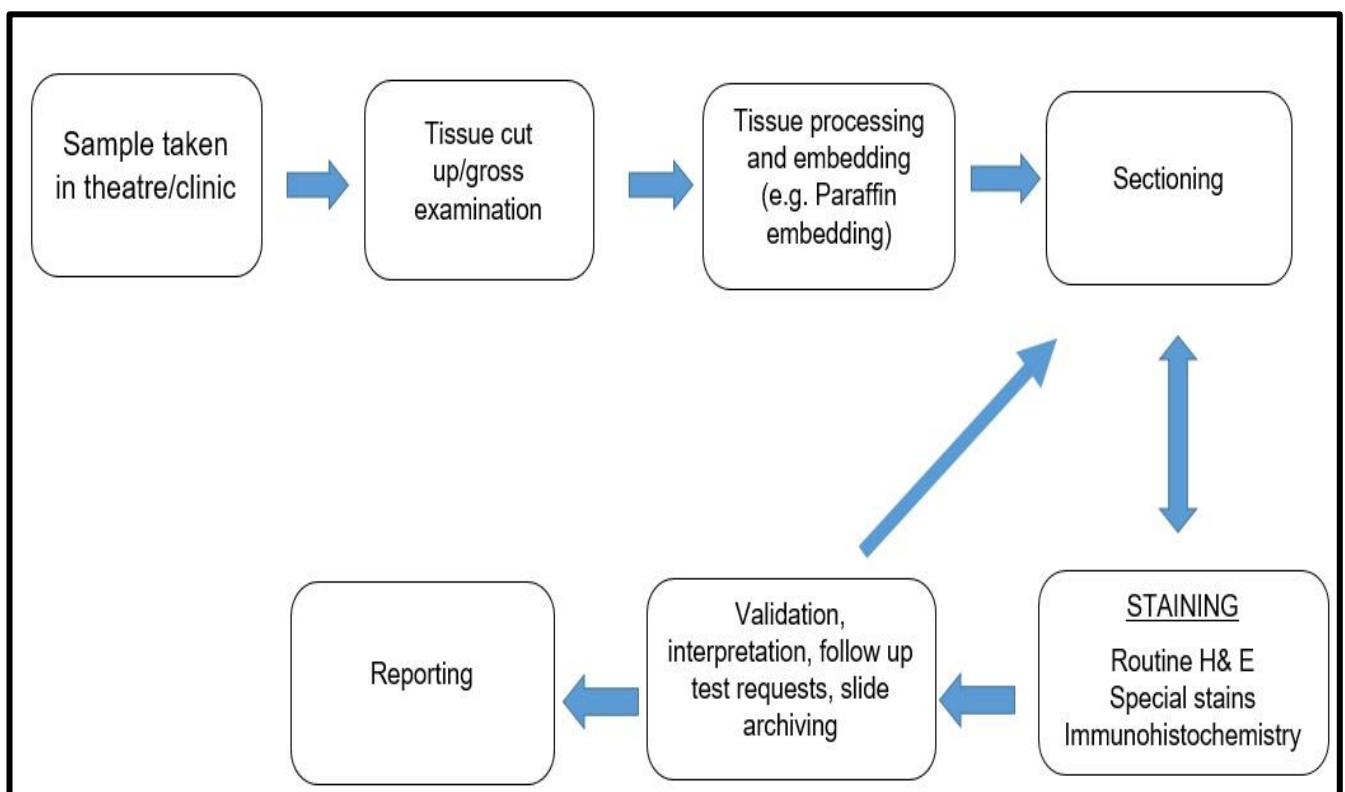 Sample taken
in theatre/clinic
Tissue cut
up/gross
examination
Tissue processing
and embedding
(e.g. Paraffin
embedding)
Sectioning
STAINING
Routine H& E
Special stains
Immunohistochemistry
Validation,
interpretation, follow up
test requests, slide
archiving
Reporting